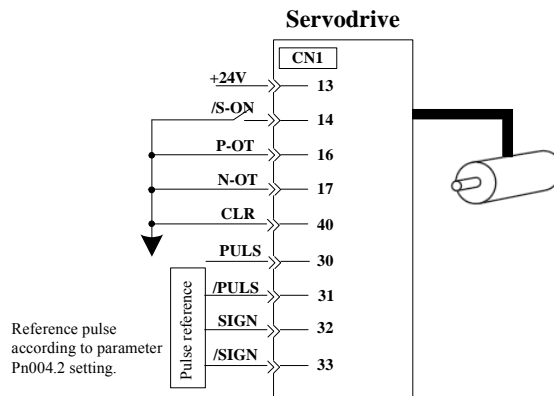 Servodrive
CN1
+24V 13
/S-ON 14
P-OT 16
N-OT 17
CLR 40
PULS 30
/PULS 31
SIGN 32
/SIGN 33
Pulse reference
Reference pulse
according to parameter
Pn004.2 setting.